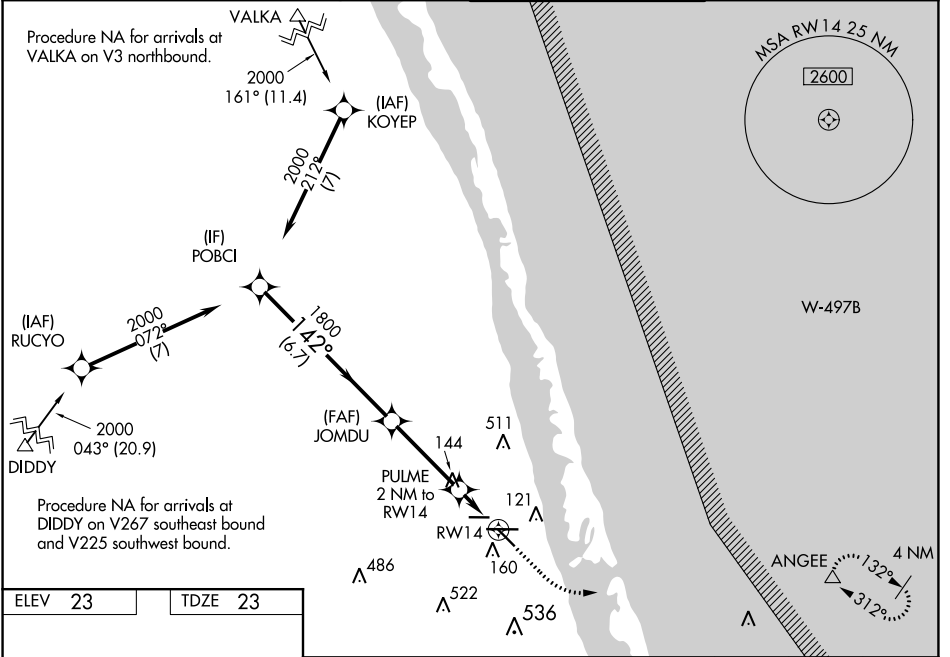 VALKA
Procedure NA for arrivals at
VALKA on V3 northbound.
2000
161° (11.4)
(IAF)
KOYEP
2000
212°
(7)
MSA RW14 25 NM
2600
(IF)
POBCI
(IAF)
RUCYO
2000
072°
(7)
1800
142°
(6.7)
W-497B
2000
043° (20.9)
DIDDY
(FAF)
JOMDU
511
144
PULME
2 NM to
RW14
121
RW14
160
Procedure NA for arrivals at
DIDDY on V267 southeast bound
and V225 southwest bound.
486
522
536
ANGEE
132°
4 NM
312°
ELEV 23
TDZE 23